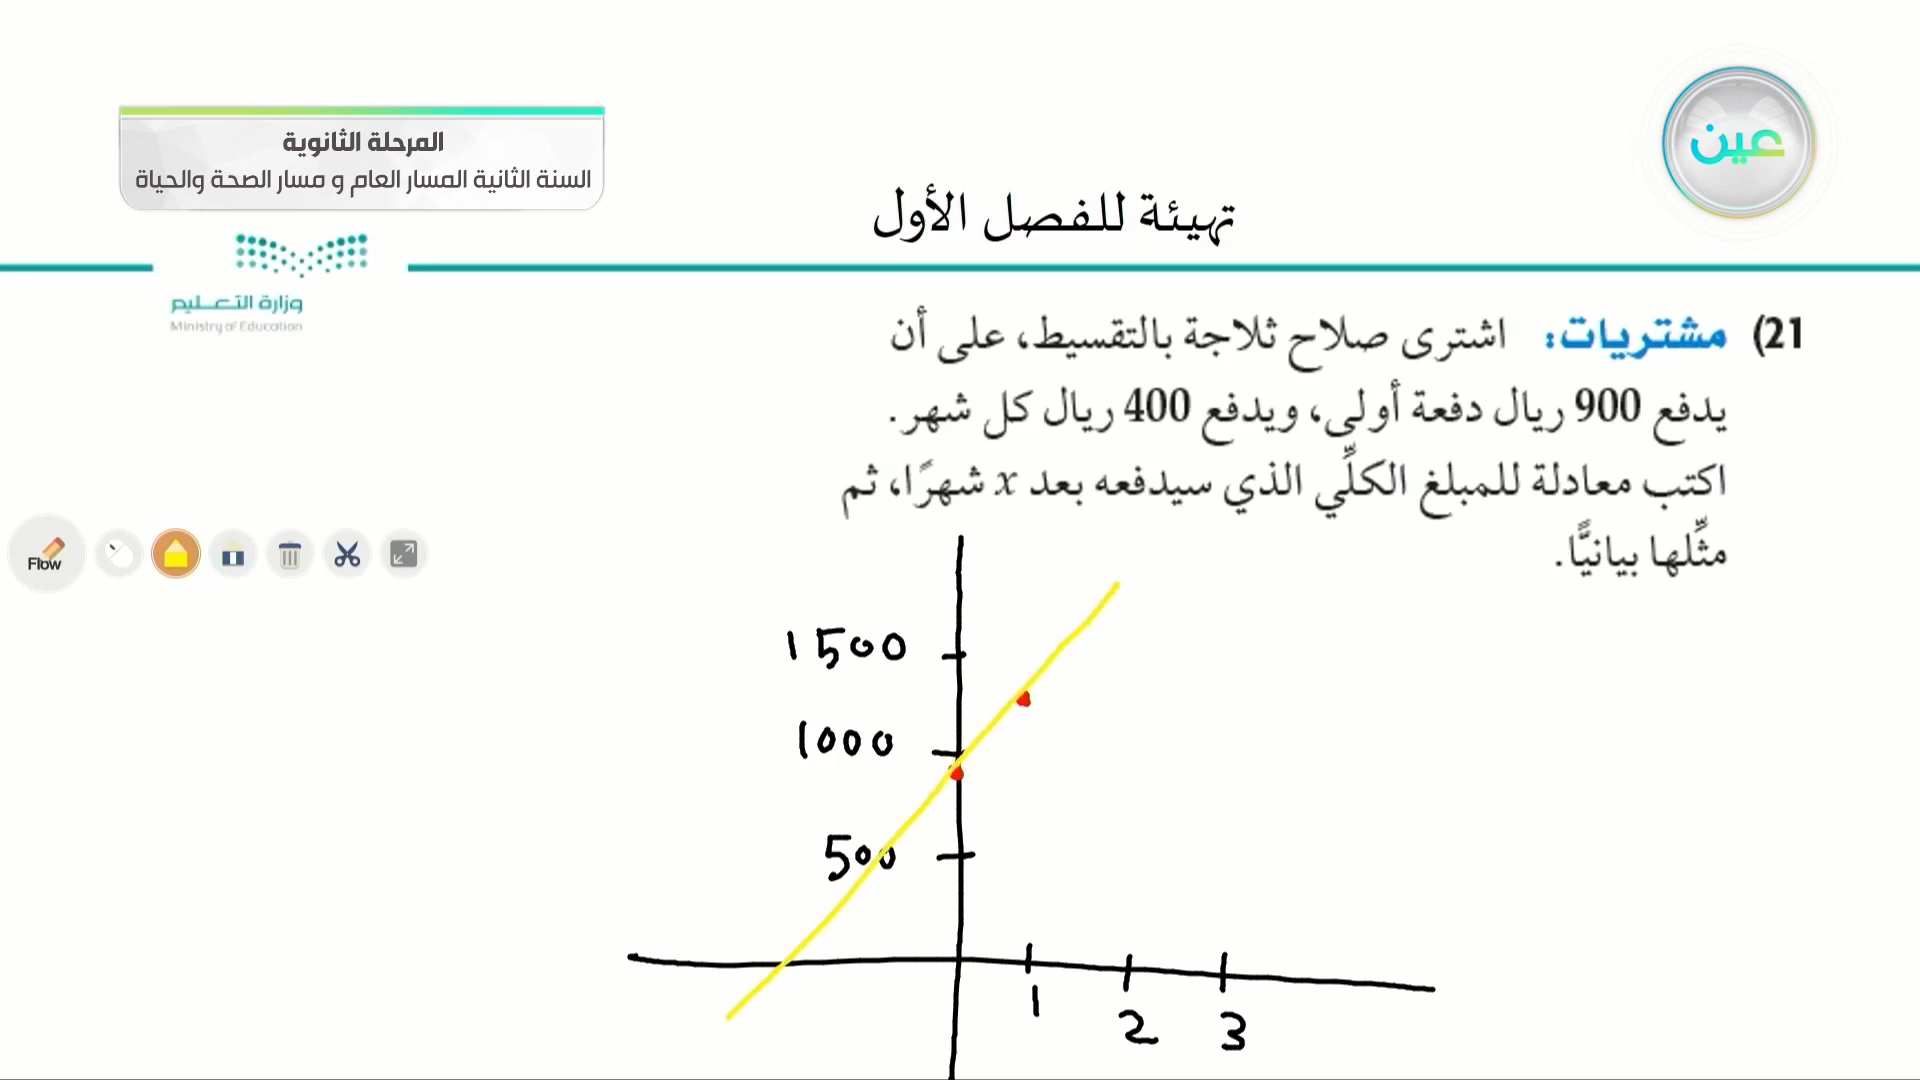 عين
المرحلة الثانوية
السنة الثانية المسار العام و مسار الصحة والحياة
تهيئة للفصل الأول
وزارة التعليم
Ministry of Education
21) مشتريات: اشترى صلاح ثلاجة بالتقسيط، على أن
يدفع 900 ريال دفعة أولى، ويدفع 400 ريال كل شهر.
اكتب معادلة للمبلغ الكلِّي الذي سيدفعه بعد x شهرًا، ثم
مثِّلها بيانيًّا.
Flow
1500
1000
500
1
2
3